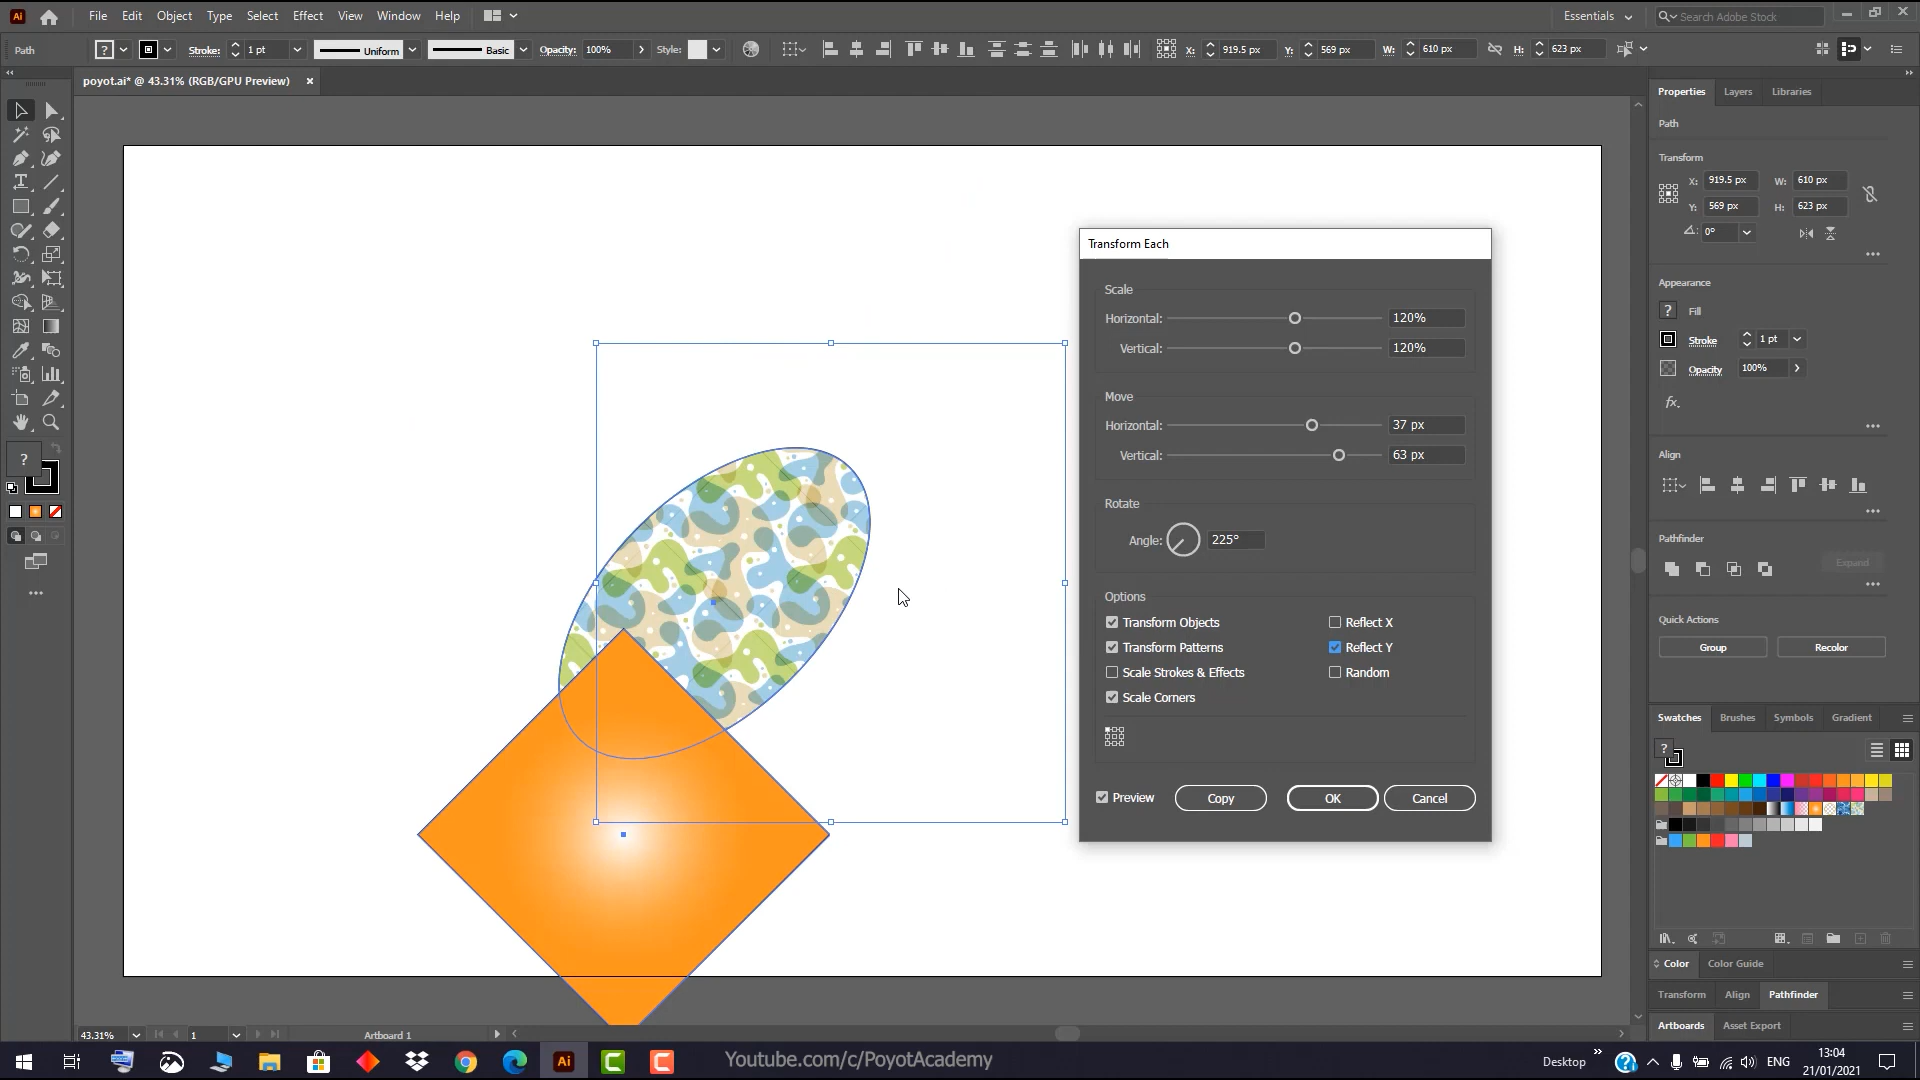 Ai File Edit Object Type Select Effect View Window Help Essentials Search Adobe Stock
Path ? Stroke: 1 pt Uniform Basic Opacity: 100% Style: X: 919.5 px Y: 569 px W: 610 px H: 623 px
poyot.ai* @ 43.31% (RGB/GPU Preview)
Properties Layers Libraries
Path
Transform
X: 919.5 px W: 610 px
Y: 569 px H: 623 px
0°
Appearance
? Fill
Stroke 1 pt
Opacity 100%
fx.
Align
Pathfinder
Expand
Quick Actions
Group Recolor
Swatches Brushes Symbols Gradient
?
Color Color Guide
Transform Align Pathfinder
Artboards Asset Export
?
Transform Each
Scale
Horizontal: 120%
Vertical: 120%
Move
Horizontal: 37 px
Vertical: 63 px
Rotate
Angle: 225°
Options
Transform Objects Reflect X
Transform Patterns Reflect Y
Scale Strokes & Effects Random
Scale Corners
Preview Copy OK Cancel
43.31% 1 Artboard 1
Ai Youtube.com/c/PoyotAcademy Desktop ENG 13:04
21/01/2021